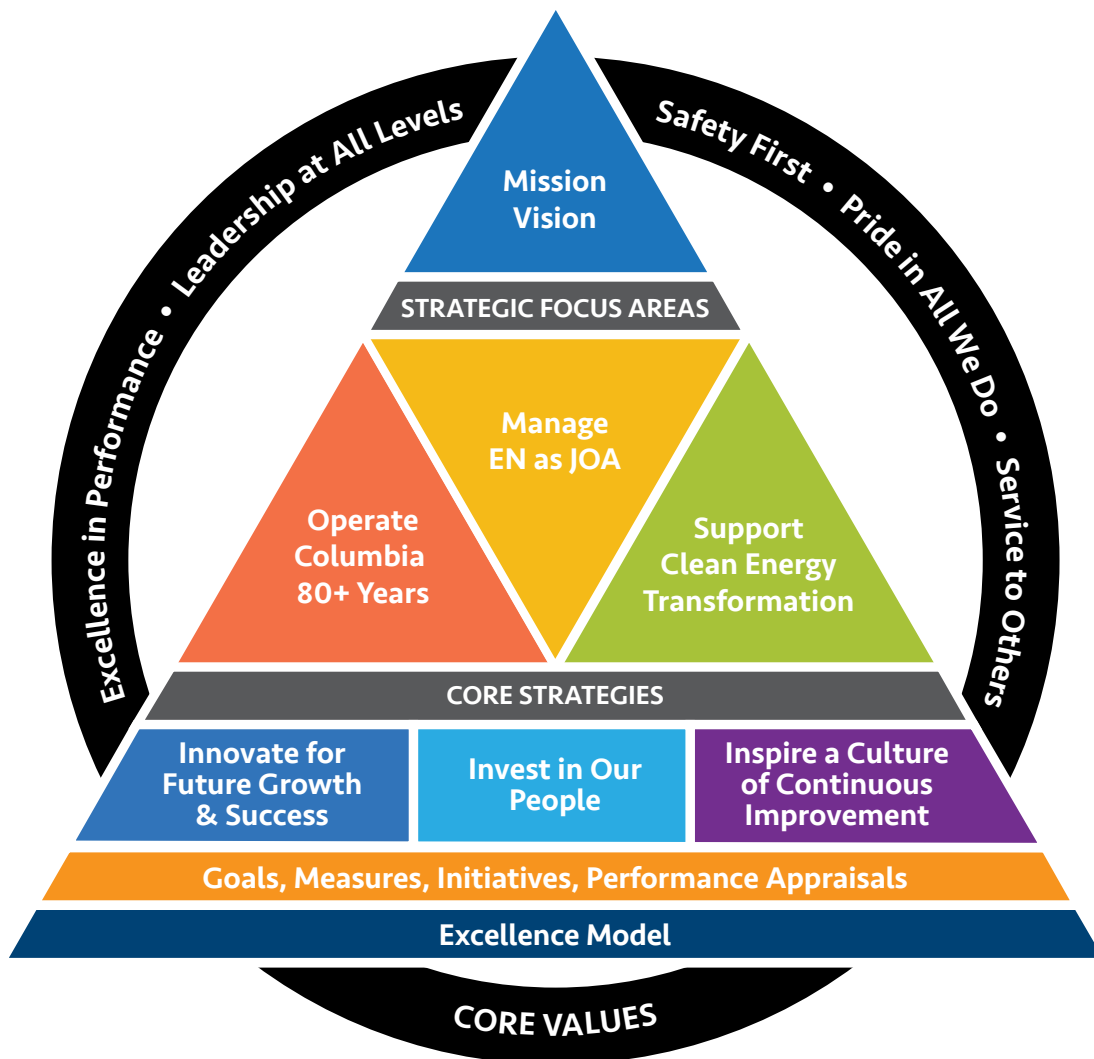 Excellence in Performance • Leadership at All Levels
Safety First • Pride in All We Do • Service to Others
Mission
Vision
STRATEGIC FOCUS AREAS
Operate
Columbia
80+ Years
Manage
EN as JOA
Support
Clean Energy
Transformation
CORE STRATEGIES
Innovate for
Future Growth
& Success
Invest in Our
People
Inspire a Culture
of Continuous
Improvement
Goals, Measures, Initiatives, Performance Appraisals
Excellence Model
CORE VALUES